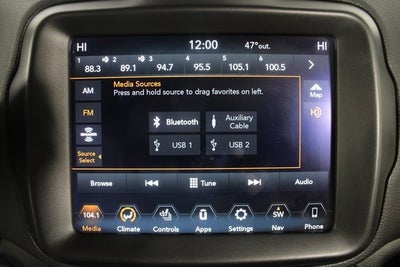 HI 12:00 47°out. HI
1 88.3 2 89.1 3 94.7 4 95.5 5 105.1 6 100.5
AM
Media Sources
Press and hold source to drag favorites on left.
Map
FM
Bluetooth
Auxiliary
Cable
SiriusXM
USB 1
USB 2
Source
Select
Browse Tune Audio
104.1 SW
Media Climate Controls Apps Settings Nav Phone